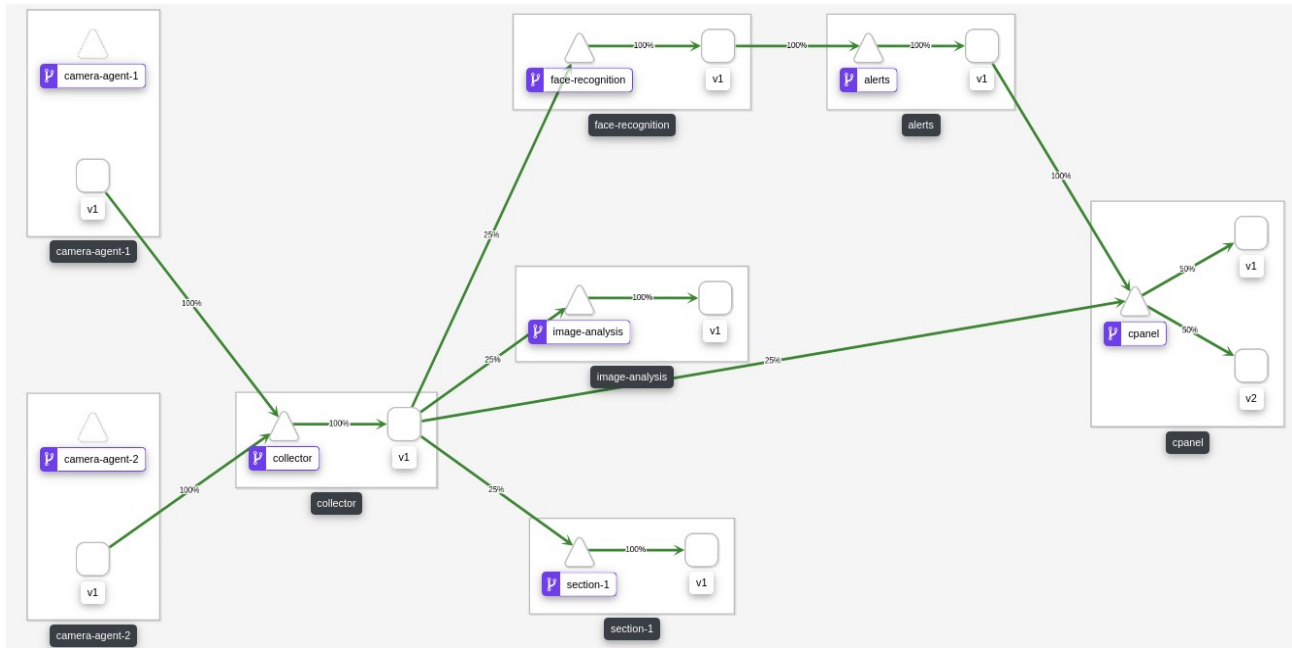 camera-agent-1
v1
camera-agent-1
100%
camera-agent-2
v1
camera-agent-2
100%
collector
100%
v1
collector
25%
face-recognition
100%
v1
face-recognition
100%
alerts
100%
v1
alerts
100%
25%
image-analysis
100%
v1
image-analysis
25%
cpanel
50%
v1
50%
v2
cpanel
25%
section-1
100%
v1
section-1